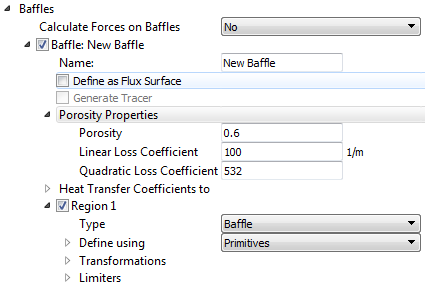 Baffles
Calculate Forces on Baffles No
Baffle: New Baffle
Name: New Baffle
Define as Flux Surface
Generate Tracer
Porosity Properties
Porosity 0.6
Linear Loss Coefficient 100 1/m
Quadratic Loss Coefficient 532
Heat Transfer Coefficients to
Region 1
Type Baffle
Define using Primitives
Transformations
Limiters